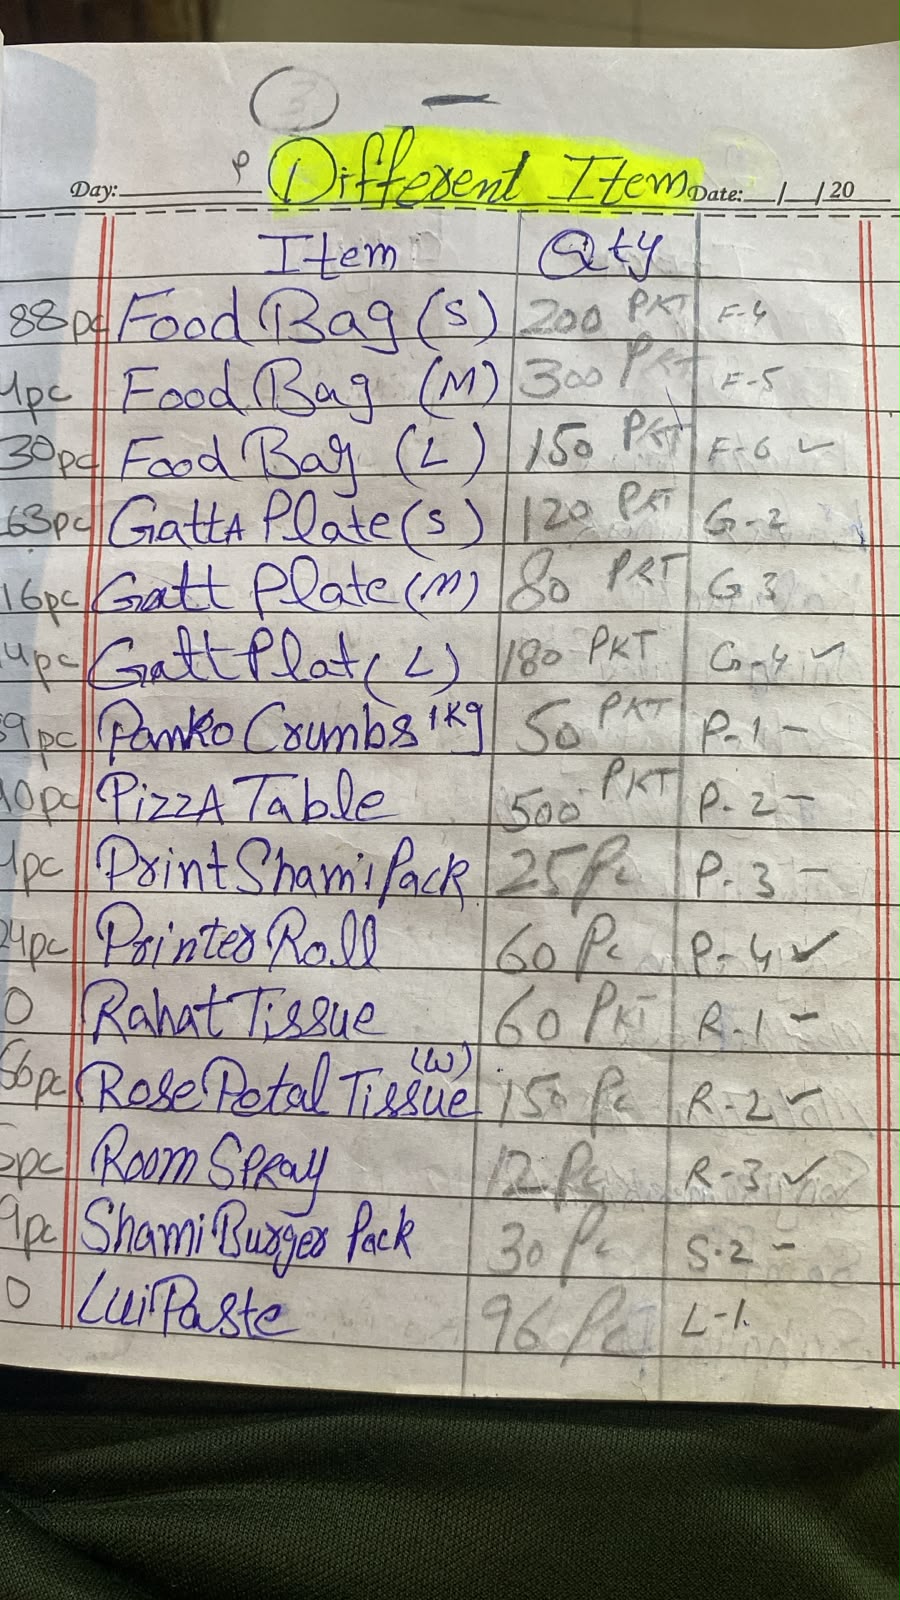 3
Different Item
Day: Date: __/__/20
Item Qty
88pc Food Bag (S) 200 PKT F-4
1pc Food Bag (M) 300 PKT F-5
30pc Food Bag (L) 150 PKT F-6 ✓
63pc GattA Plate (S) 120 PKT G-2
16pc Gatt Plate (M) 80 PKT G 3
4pc Gatt Plat (L) 180 PKT G-4 ✓
9pc Panko Crumbs 1Kg 50 PKT P-1 -
10pc PizzA Table 500 PKT P-2 -
1pc Print Shami Pack 25 Pc P-3 -
24pc Printer Roll 60 Pc P-4 ✓
0 Rahat Tissue 60 PKT R-1 -
56pc Rose Petal Tissue (W) 150 Pc R-2 ✓
pc Room SPRAY 12 Pc R-3 ✓
9pc Shami Burger Pack 30 Pc S-2 -
0 Lui Paste 96 Pc L-1.